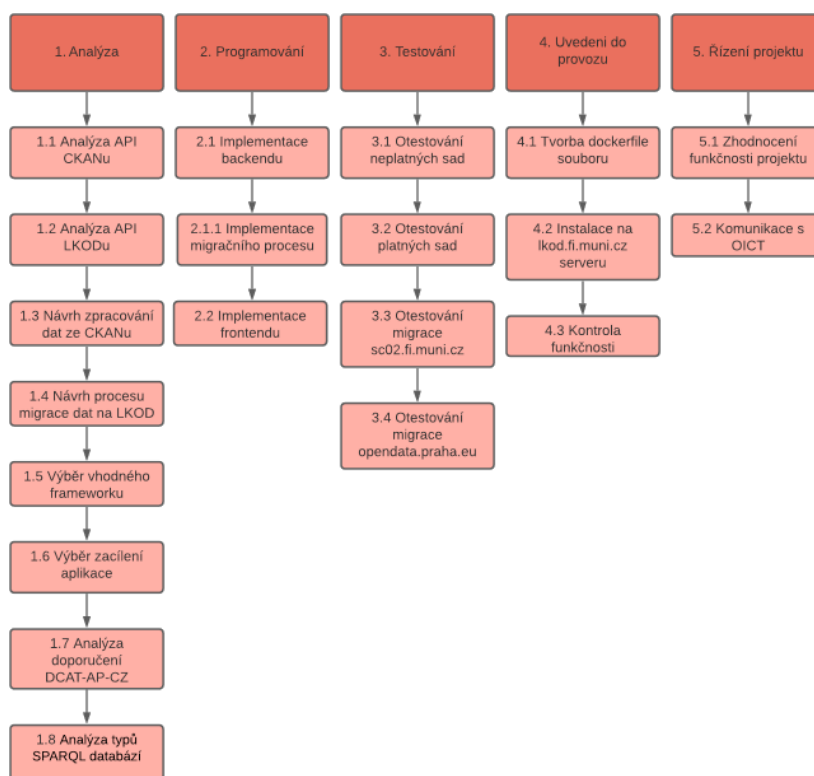 1. Analýza
1.1 Analýza API
CKANu
1.2 Analýza API
LKODu
1.3 Návrh zpracování
dat ze CKANu
1.4 Návrh procesu
migrace dat na LKOD
1.5 Výběr vhodného
frameworku
1.6 Výběr zacílení
aplikace
1.7 Analýza
doporučení
DCAT-AP-CZ
1.8 Analýza typů
SPARQL databází
2. Programování
2.1 Implementace
backendu
2.1.1 Implementace
migračního procesu
2.2 Implementace
frontendu
3. Testování
3.1 Otestování
neplatných sad
3.2 Otestování
platných sad
3.3 Otestování
migrace
sc02.fi.muni.cz
3.4 Otestování
migrace
opendata.praha.eu
4. Uvedeni do
provozu
4.1 Tvorba dockerfile
souboru
4.2 Instalace na
lkod.fi.muni.cz
serveru
4.3 Kontrola
funkčnosti
5. Řízení projektu
5.1 Zhodnocení
funkčnosti projektu
5.2 Komunikace s
OICT